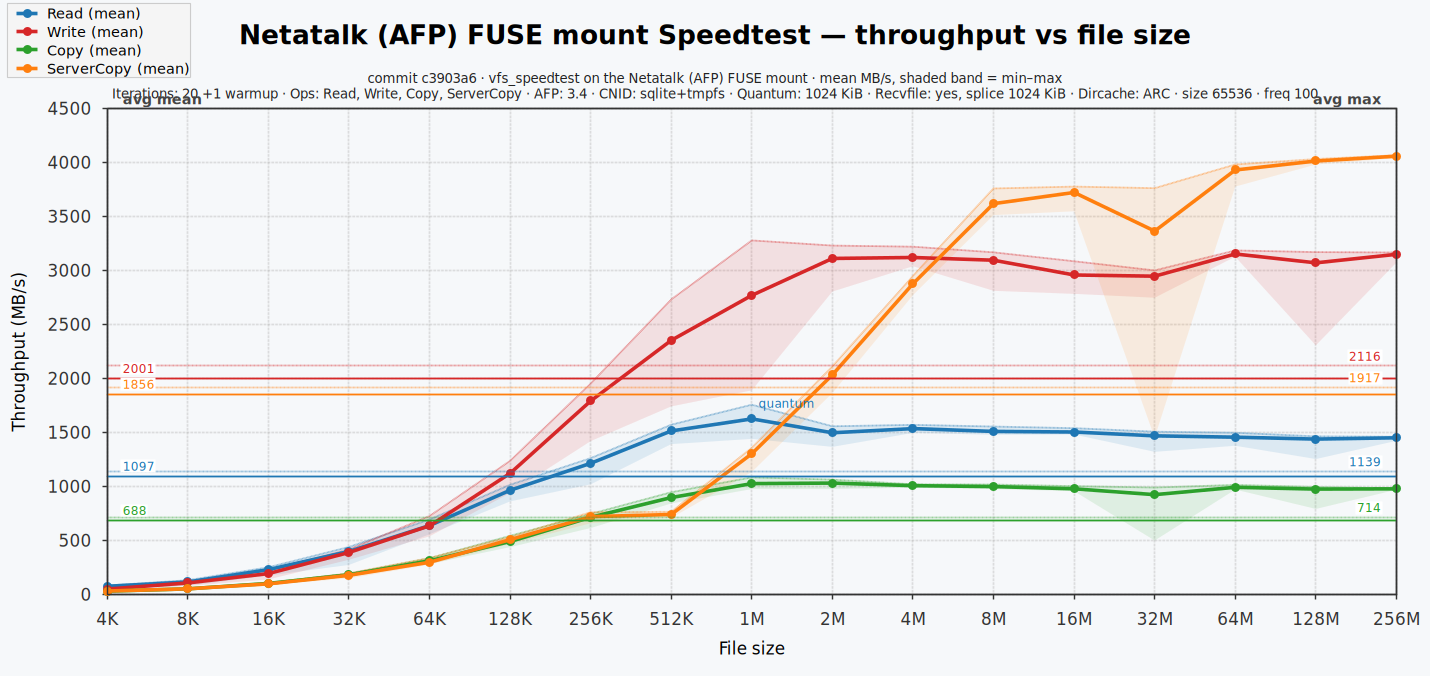 Read (mean)
Write (mean)
Copy (mean)
ServerCopy (mean)
Netatalk (AFP) FUSE mount Speedtest — throughput vs file size
commit c3903a6 · vfs_speedtest on the Netatalk (AFP) FUSE mount · mean MB/s, shaded band = min–max
Iterations: 20 +1 warmup · Ops: Read, Write, Copy, ServerCopy · AFP: 3.4 · CNID: sqlite+tmpfs · Quantum: 1024 KiB · Recvfile: yes, splice 1024 KiB · Dircache: ARC · size 65536 · freq 100
avg mean
avg max
4500
4000
3500
3000
2500
2000
1500
1000
500
0
Throughput (MB/s)
2001
1856
1097
688
quantum
2116
1917
1139
714
4K 8K 16K 32K 64K 128K 256K 512K 1M 2M 4M 8M 16M 32M 64M 128M 256M
File size